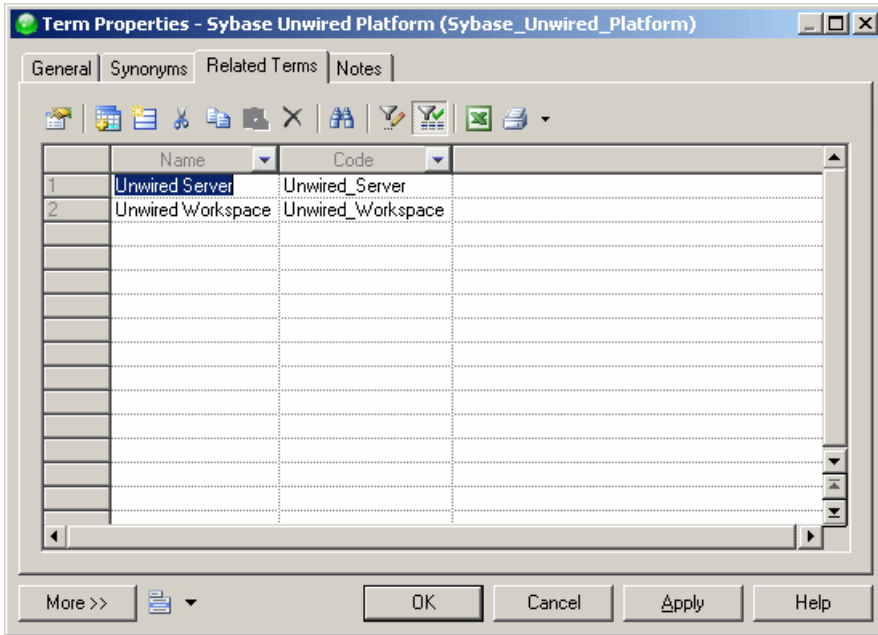 Term Properties - Sybase Unwired Platform (Sybase_Unwired_Platform)
General Synonyms Related Terms Notes
Name Code
1 Unwired Server Unwired_Server
2 Unwired Workspace Unwired_Workspace
More >> OK Cancel Apply Help